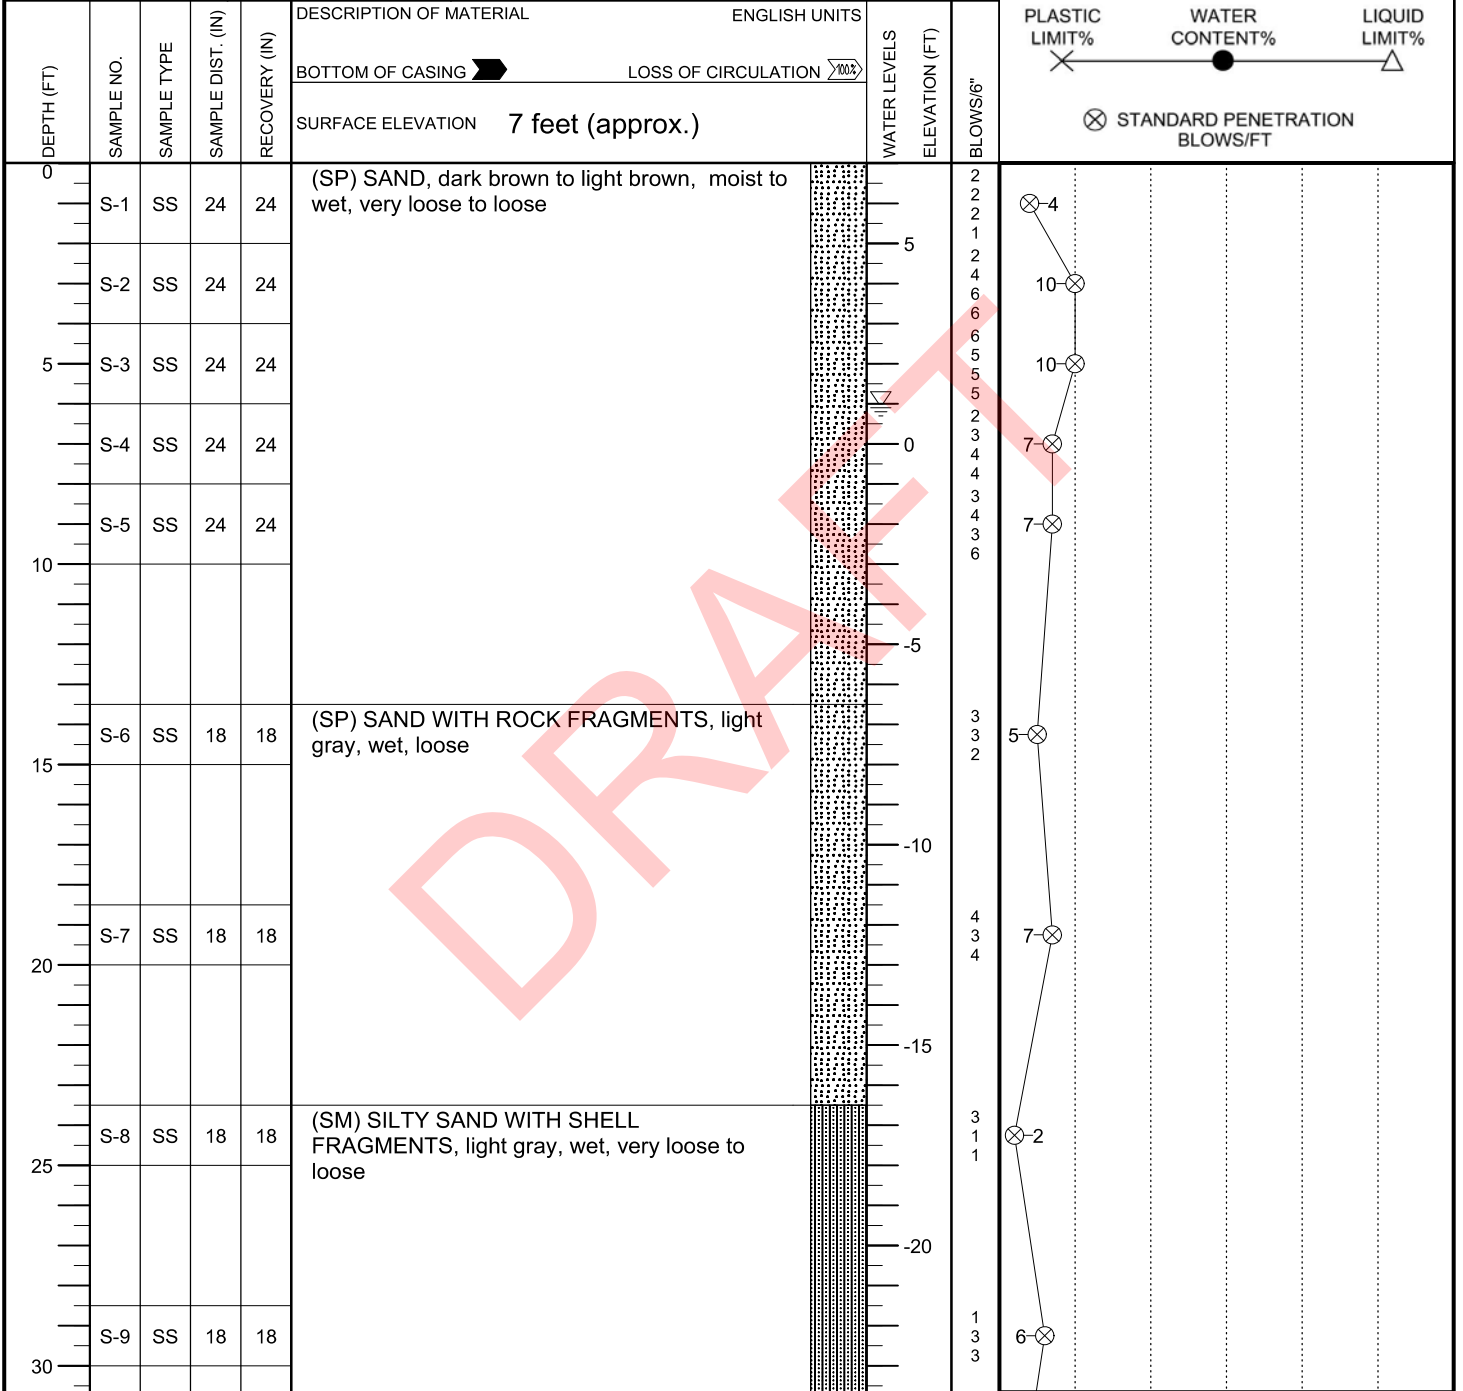 DEPTH (FT)
SAMPLE NO.
SAMPLE TYPE
SAMPLE DIST. (IN)
RECOVERY (IN)
DESCRIPTION OF MATERIAL ENGLISH UNITS
BOTTOM OF CASING LOSS OF CIRCULATION 100%
SURFACE ELEVATION 7 feet (approx.)
WATER LEVELS
ELEVATION (FT)
BLOWS/6"
PLASTIC LIMIT%
WATER CONTENT%
LIQUID LIMIT%
STANDARD PENETRATION
BLOWS/FT
0
(SP) SAND, dark brown to light brown, moist to
wet, very loose to loose
S-1 SS 24 24
2
2
2
1
4
5
S-2 SS 24 24
2
4
6
6
10
5
S-3 SS 24 24
6
5
5
5
10
S-4 SS 24 24
0
2
3
4
4
7
S-5 SS 24 24
3
4
3
6
7
10
-5
(SP) SAND WITH ROCK FRAGMENTS, light
gray, wet, loose
S-6 SS 18 18
3
3
2
5
15
-10
S-7 SS 18 18
4
3
4
7
20
-15
(SM) SILTY SAND WITH SHELL
FRAGMENTS, light gray, wet, very loose to
loose
S-8 SS 18 18
3
1
1
2
25
-20
S-9 SS 18 18
1
3
3
6
30
DRAFT